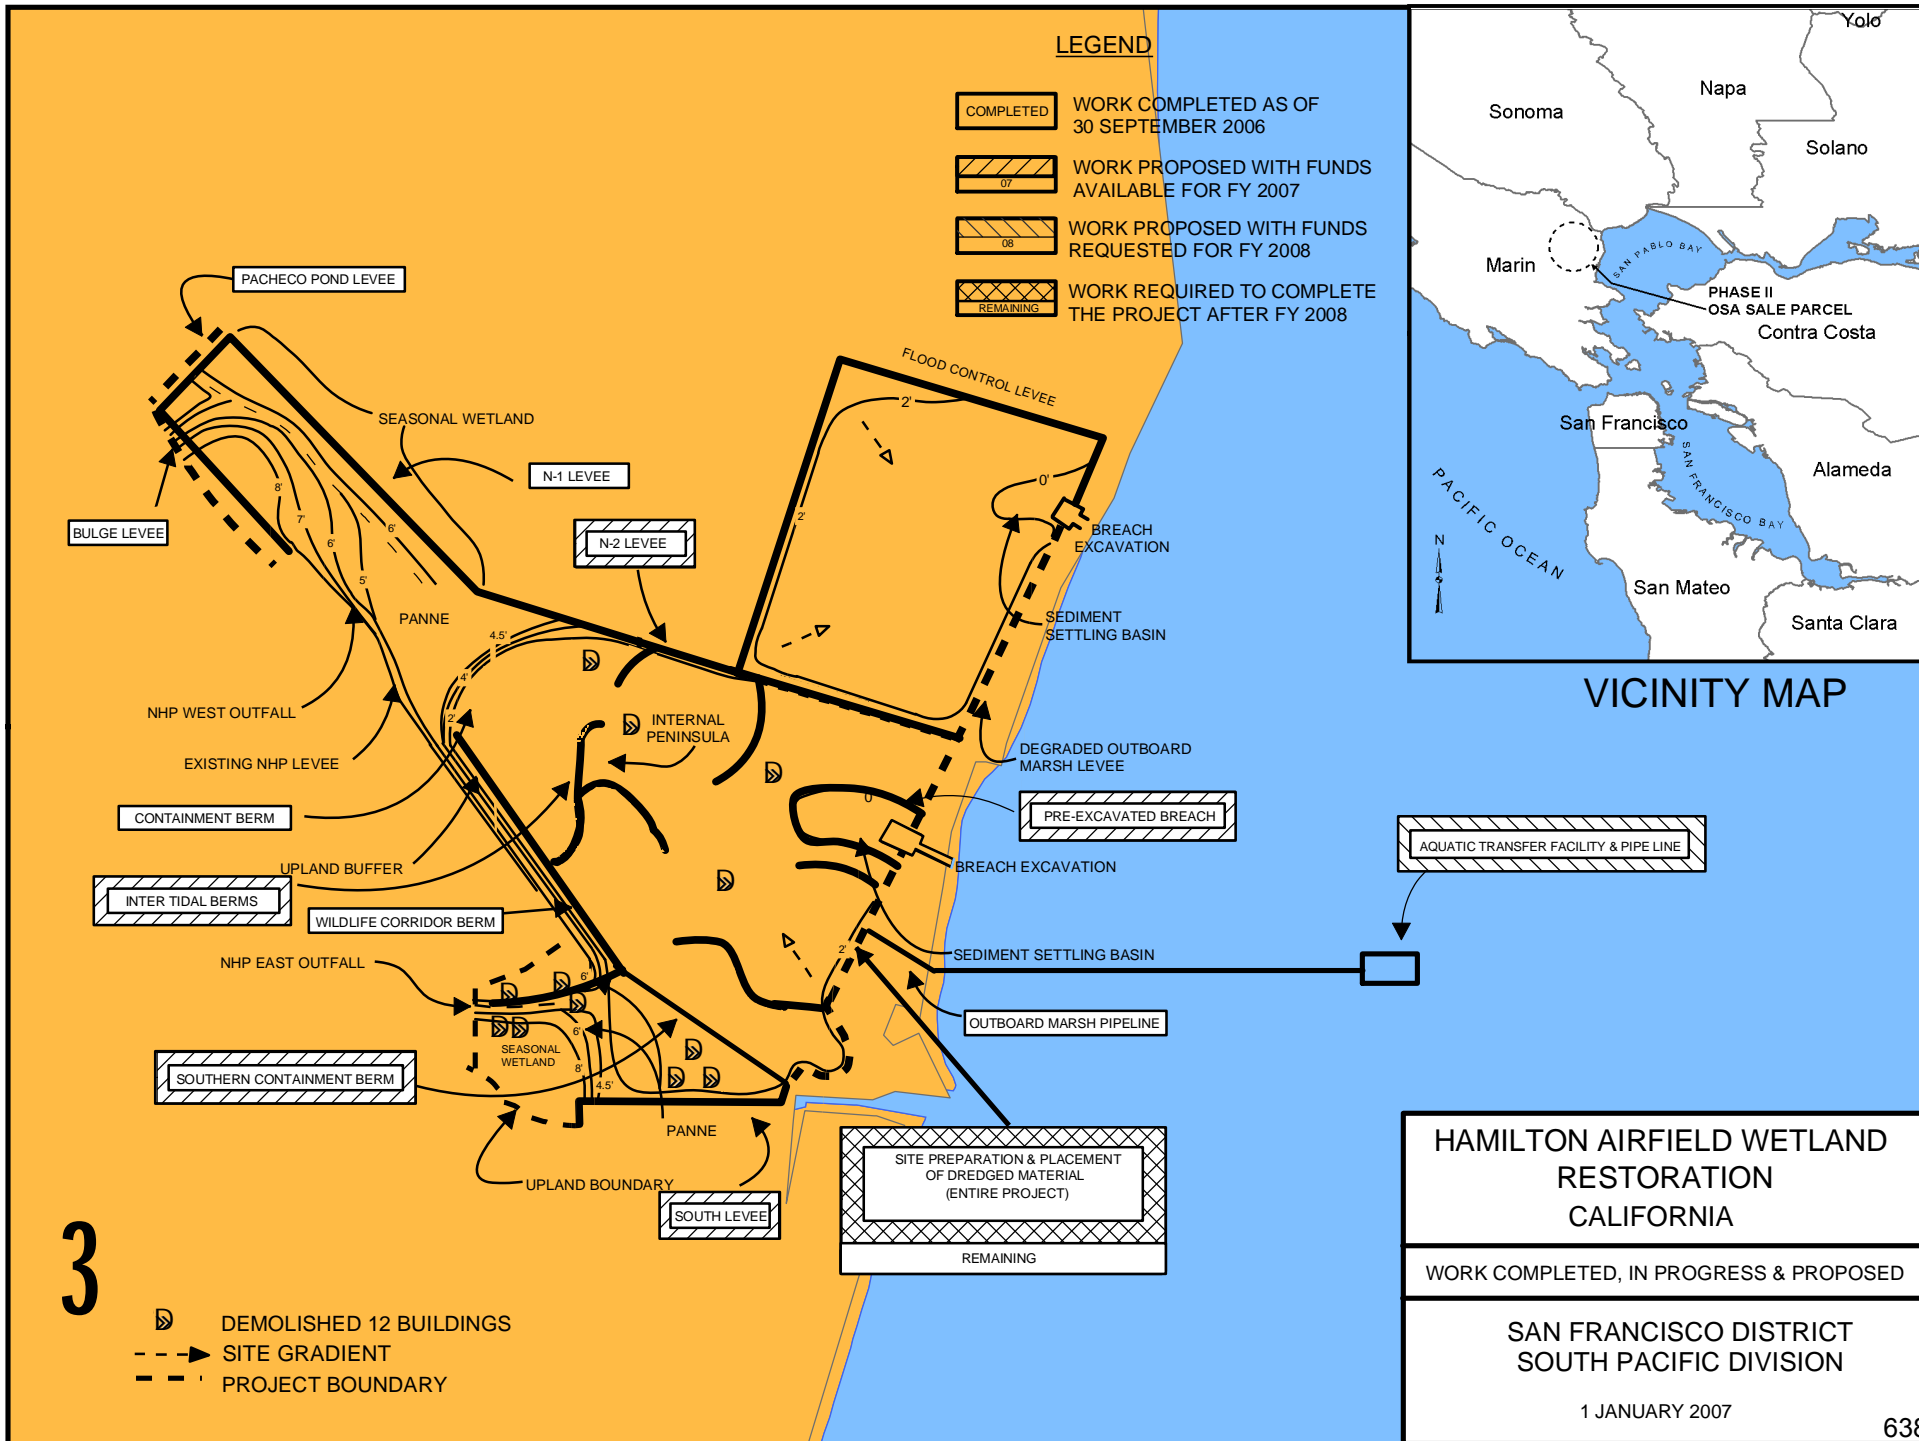 LEGEND
COMPLETED
WORK COMPLETED AS OF
30 SEPTEMBER 2006
07
WORK PROPOSED WITH FUNDS
AVAILABLE FOR FY 2007
08
WORK PROPOSED WITH FUNDS
REQUESTED FOR FY 2008
REMAINING
WORK REQUIRED TO COMPLETE
THE PROJECT AFTER FY 2008
Yolo
Napa
Sonoma
Solano
Marin
SAN PABLO BAY
PHASE II
OSA SALE PARCEL
Contra Costa
San Francisco
SAN FRANCISCO BAY
Alameda
PACIFIC OCEAN
N
San Mateo
Santa Clara
VICINITY MAP
PACHECO POND LEVEE
SEASONAL WETLAND
N-1 LEVEE
BULGE LEVEE
N-2 LEVEE
FLOOD CONTROL LEVEE
2'
0'
2'
8'
7'
6'
6'
5'
BREACH
EXCAVATION
PANNE
SEDIMENT
SETTLING BASIN
4.5'
4'
2'
D
D
D
D
NHP WEST OUTFALL
INTERNAL
PENINSULA
EXISTING NHP LEVEE
DEGRADED OUTBOARD
MARSH LEVEE
CONTAINMENT BERM
0
PRE-EXCAVATED BREACH
AQUATIC TRANSFER FACILITY & PIPE LINE
UPLAND BUFFER
BREACH EXCAVATION
INTER TIDAL BERMS
WILDLIFE CORRIDOR BERM
NHP EAST OUTFALL
2'
SEDIMENT SETTLING BASIN
6'
D
D
D
D
D
OUTBOARD MARSH PIPELINE
6'
SEASONAL
WETLAND
D
D
D
8'
4.5'
SOUTHERN CONTAINMENT BERM
PANNE
UPLAND BOUNDARY
SOUTH LEVEE
SITE PREPARATION & PLACEMENT
OF DREDGED MATERIAL
(ENTIRE PROJECT)
REMAINING
3
D DEMOLISHED 12 BUILDINGS
SITE GRADIENT
PROJECT BOUNDARY
HAMILTON AIRFIELD WETLAND
RESTORATION
CALIFORNIA
WORK COMPLETED, IN PROGRESS & PROPOSED
SAN FRANCISCO DISTRICT
SOUTH PACIFIC DIVISION
1 JANUARY 2007
638